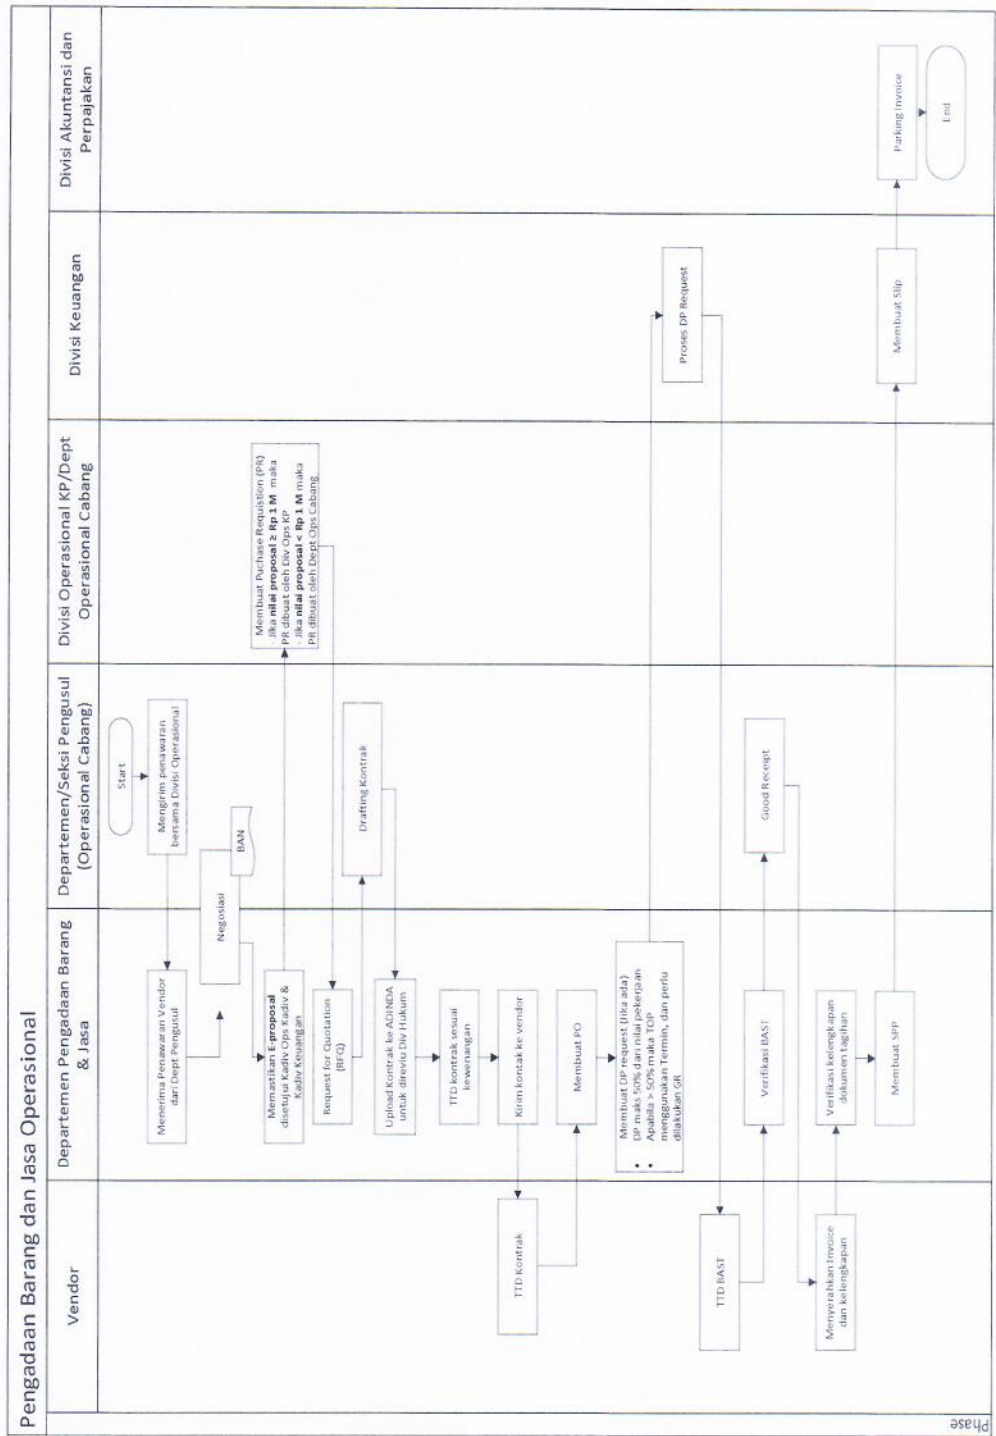 Pengadaan Barang dan Jasa Operasional
Vendor
Departemen Pengadaan Barang
& Jasa
Departemen/Seksi Pengusul
(Operasional Cabang)
Divisi Operasional KP/Dept
Operasional Cabang
Divisi Keuangan
Divisi Akuntansi dan
Perpajakan
Phase
Start
Mengirim penawaran
bersama Divisi Operasional
Menerima Penawaran Vendor
dari Dept Pengusul
Negosiasi
BAN
Memastikan E-proposal
disetujui Kadiv Ops Kadiv &
Kadiv Keuangan
Membuat Puchase Requistion (PR)
- Jika nilai proposal ≥ Rp 1 M maka
PR dibuat oleh Div Ops KP
- Jika nilai proposal < Rp 1 M maka
PR dibuat oleh Dept Ops Cabang
Request for Quotation
(RFQ)
Drafting Kontrak
Upload Kontrak ke ADINDA
untuk direviu Div Hukum
TTD kontrak sesuai
kewenangan
Kirim kontak ke vendor
TTD Kontrak
Membuat PO
Membuat DP request (Jika ada)
• DP maks 50% dari nilai pekerjaan
• Apabila > 50% maka TOP
menggunakan Termin, dan perlu
dilakukan GR
Proses DP Request
TTD BAST
Verifikasi BAST
Good Receipt
Menyerahkan Invoice
dan kelengkapan
Verifikasi kelengkapan
dokumen tagihan
Membuat SPP
Membuat Slip
Parking Invoice
End